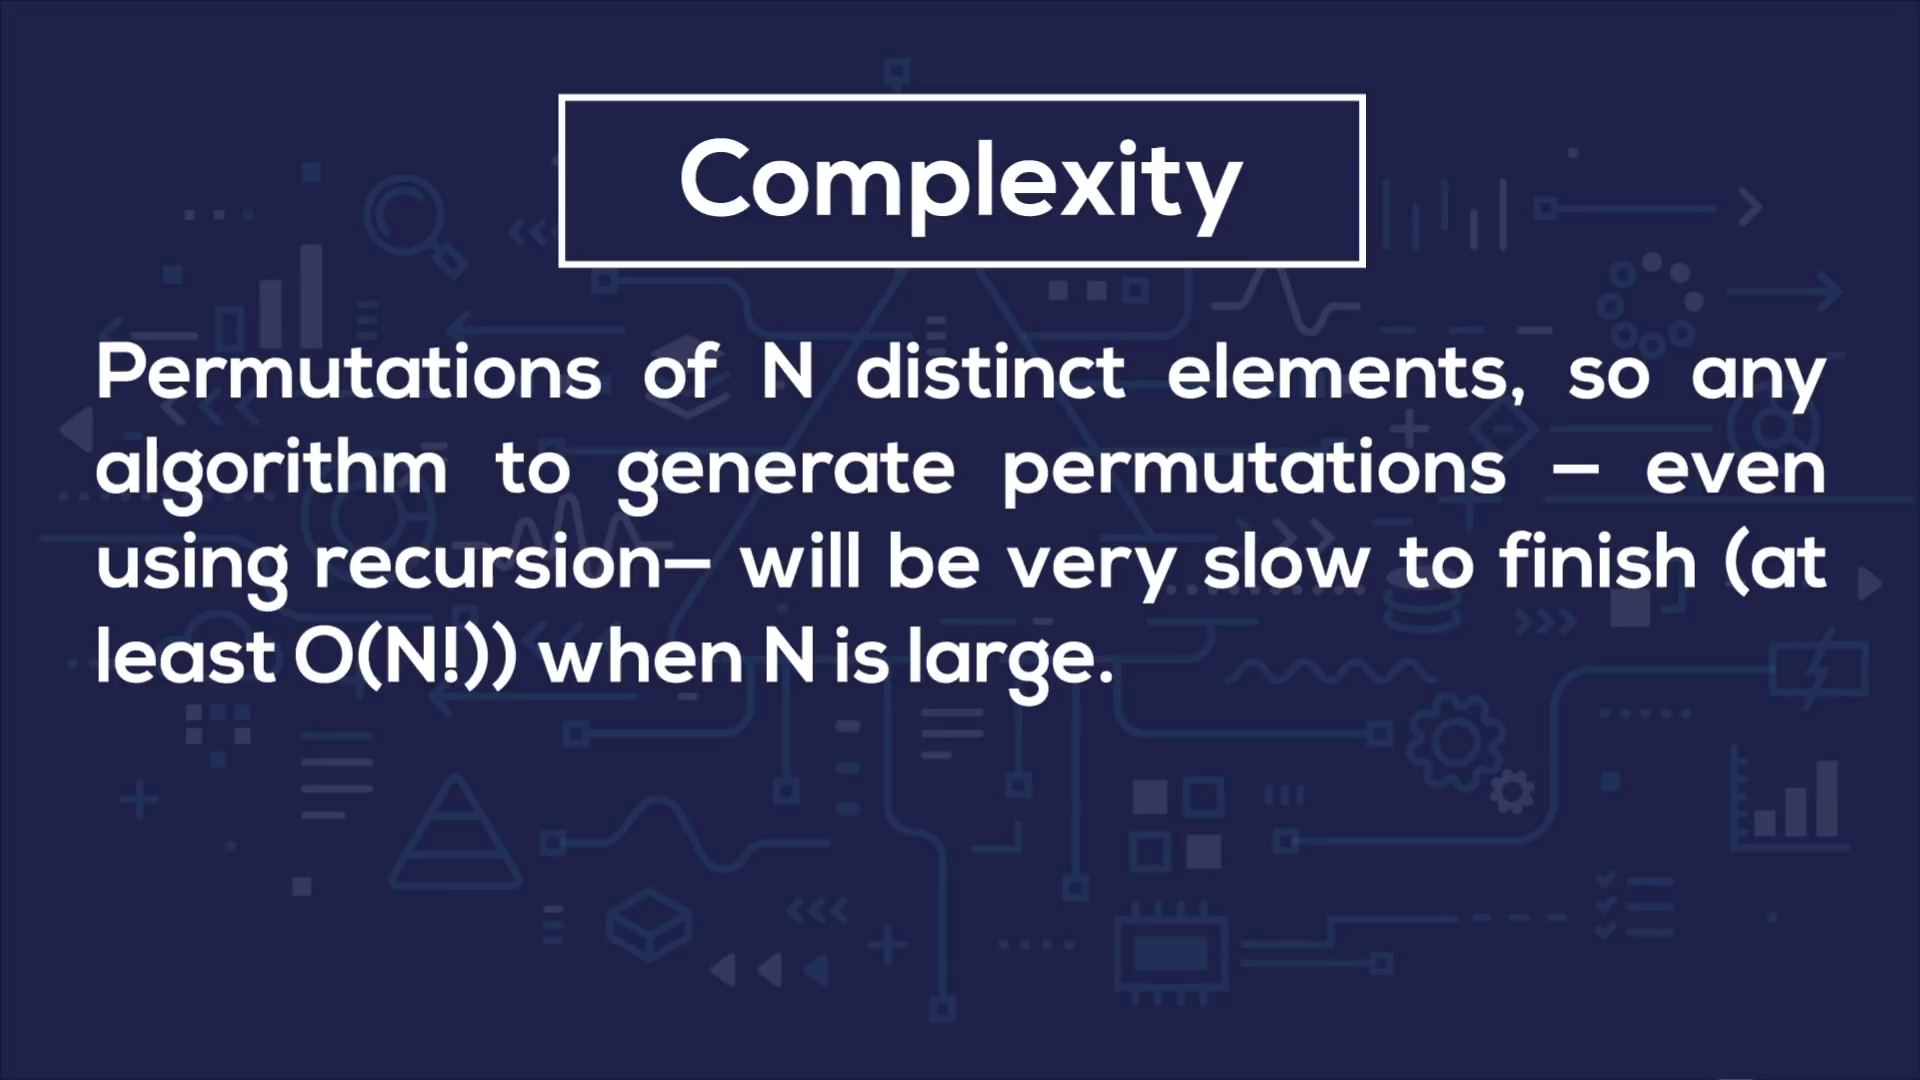 Complexity
Permutations of N distinct elements, so any
algorithm to generate permutations – even
using recursion– will be very slow to finish (at
least O(N!)) when N is large.